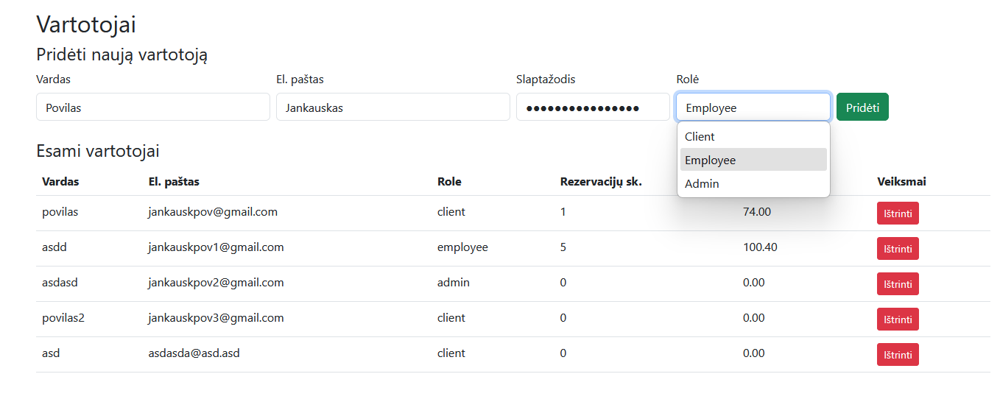 Vartotojai
Pridėti naują vartotoją
Vardas El. paštas Slaptažodis Rolė
Povilas Jankauskas ●●●●●●●●●●●●●●●● Employee Pridėti
Client
Employee
Admin
Esami vartotojai
Vardas El. paštas Role Rezervacijų sk. Veiksmai
povilas jankauskpov@gmail.com client 1 74.00 Ištrinti
asdd jankauskpov1@gmail.com employee 5 100.40 Ištrinti
asdasd jankauskpov2@gmail.com admin 0 0.00 Ištrinti
povilas2 jankauskpov3@gmail.com client 0 0.00 Ištrinti
asd asdasda@asd.asd client 0 0.00 Ištrinti